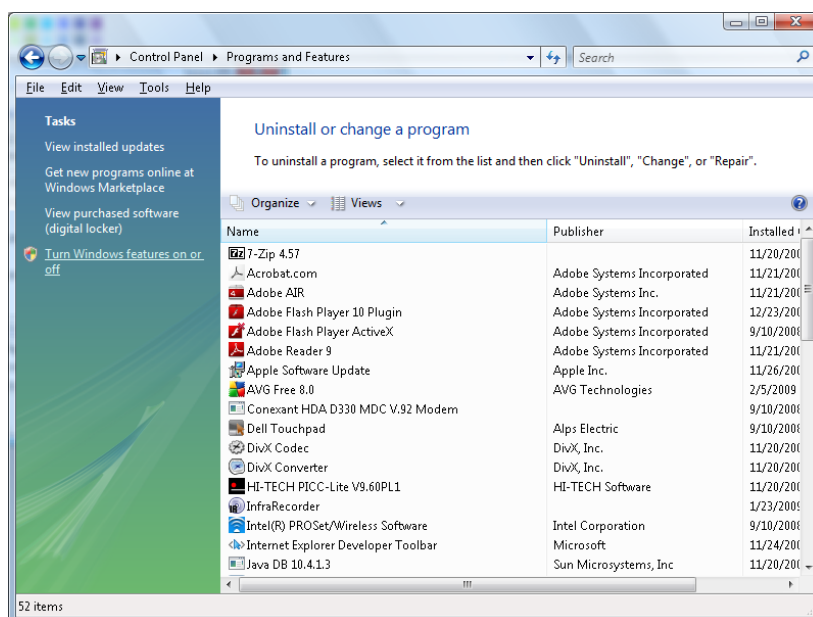 Control Panel Programs and Features Search
File Edit View Tools Help
Tasks
View installed updates
Get new programs online at
Windows Marketplace
View purchased software
(digital locker)
Turn Windows features on or
off
Uninstall or change a program
To uninstall a program, select it from the list and then click "Uninstall", "Change", or "Repair".
Organize Views
Name Publisher Installed
7-Zip 4.57 11/20/200
Acrobat.com Adobe Systems Incorporated 11/21/200
Adobe AIR Adobe Systems Inc. 11/21/200
Adobe Flash Player 10 Plugin Adobe Systems Incorporated 12/23/200
Adobe Flash Player ActiveX Adobe Systems Incorporated 9/10/2008
Adobe Reader 9 Adobe Systems Incorporated 11/21/200
Apple Software Update Apple Inc. 11/26/200
AVG Free 8.0 AVG Technologies 2/5/2009
Conexant HDA D330 MDC V.92 Modem 9/10/2008
Dell Touchpad Alps Electric 9/10/2008
DivX Codec DivX, Inc. 11/20/200
DivX Converter DivX, Inc. 11/20/200
HI-TECH PICC-Lite V9.60PL1 HI-TECH Software 11/20/200
InfraRecorder 1/23/2009
Intel(R) PROSet/Wireless Software Intel Corporation 9/10/2008
Internet Explorer Developer Toolbar Microsoft 11/24/200
Java DB 10.4.1.3 Sun Microsystems, Inc 11/20/200
52 items